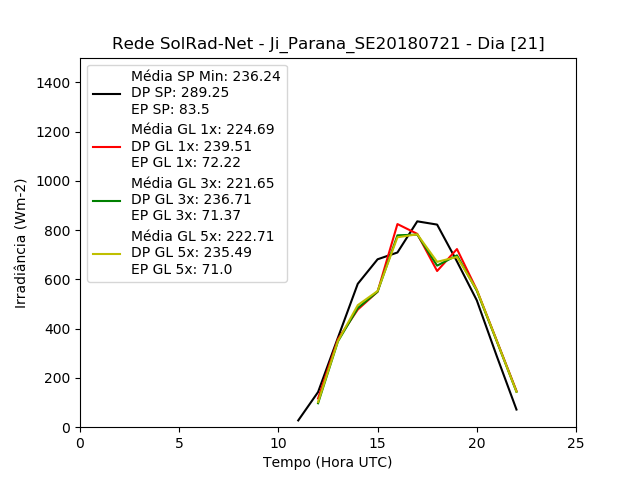 Rede SolRad-Net - Ji_Parana_SE20180721 - Dia [21]
Média SP Min: 236.24
DP SP: 289.25
EP SP: 83.5
Média GL 1x: 224.69
DP GL 1x: 239.51
EP GL 1x: 72.22
Média GL 3x: 221.65
DP GL 3x: 236.71
EP GL 3x: 71.37
Média GL 5x: 222.71
DP GL 5x: 235.49
EP GL 5x: 71.0
Irradiância (Wm-2)
1400
1200
1000
800
600
400
200
0
0 5 10 15 20 25
Tempo (Hora UTC)